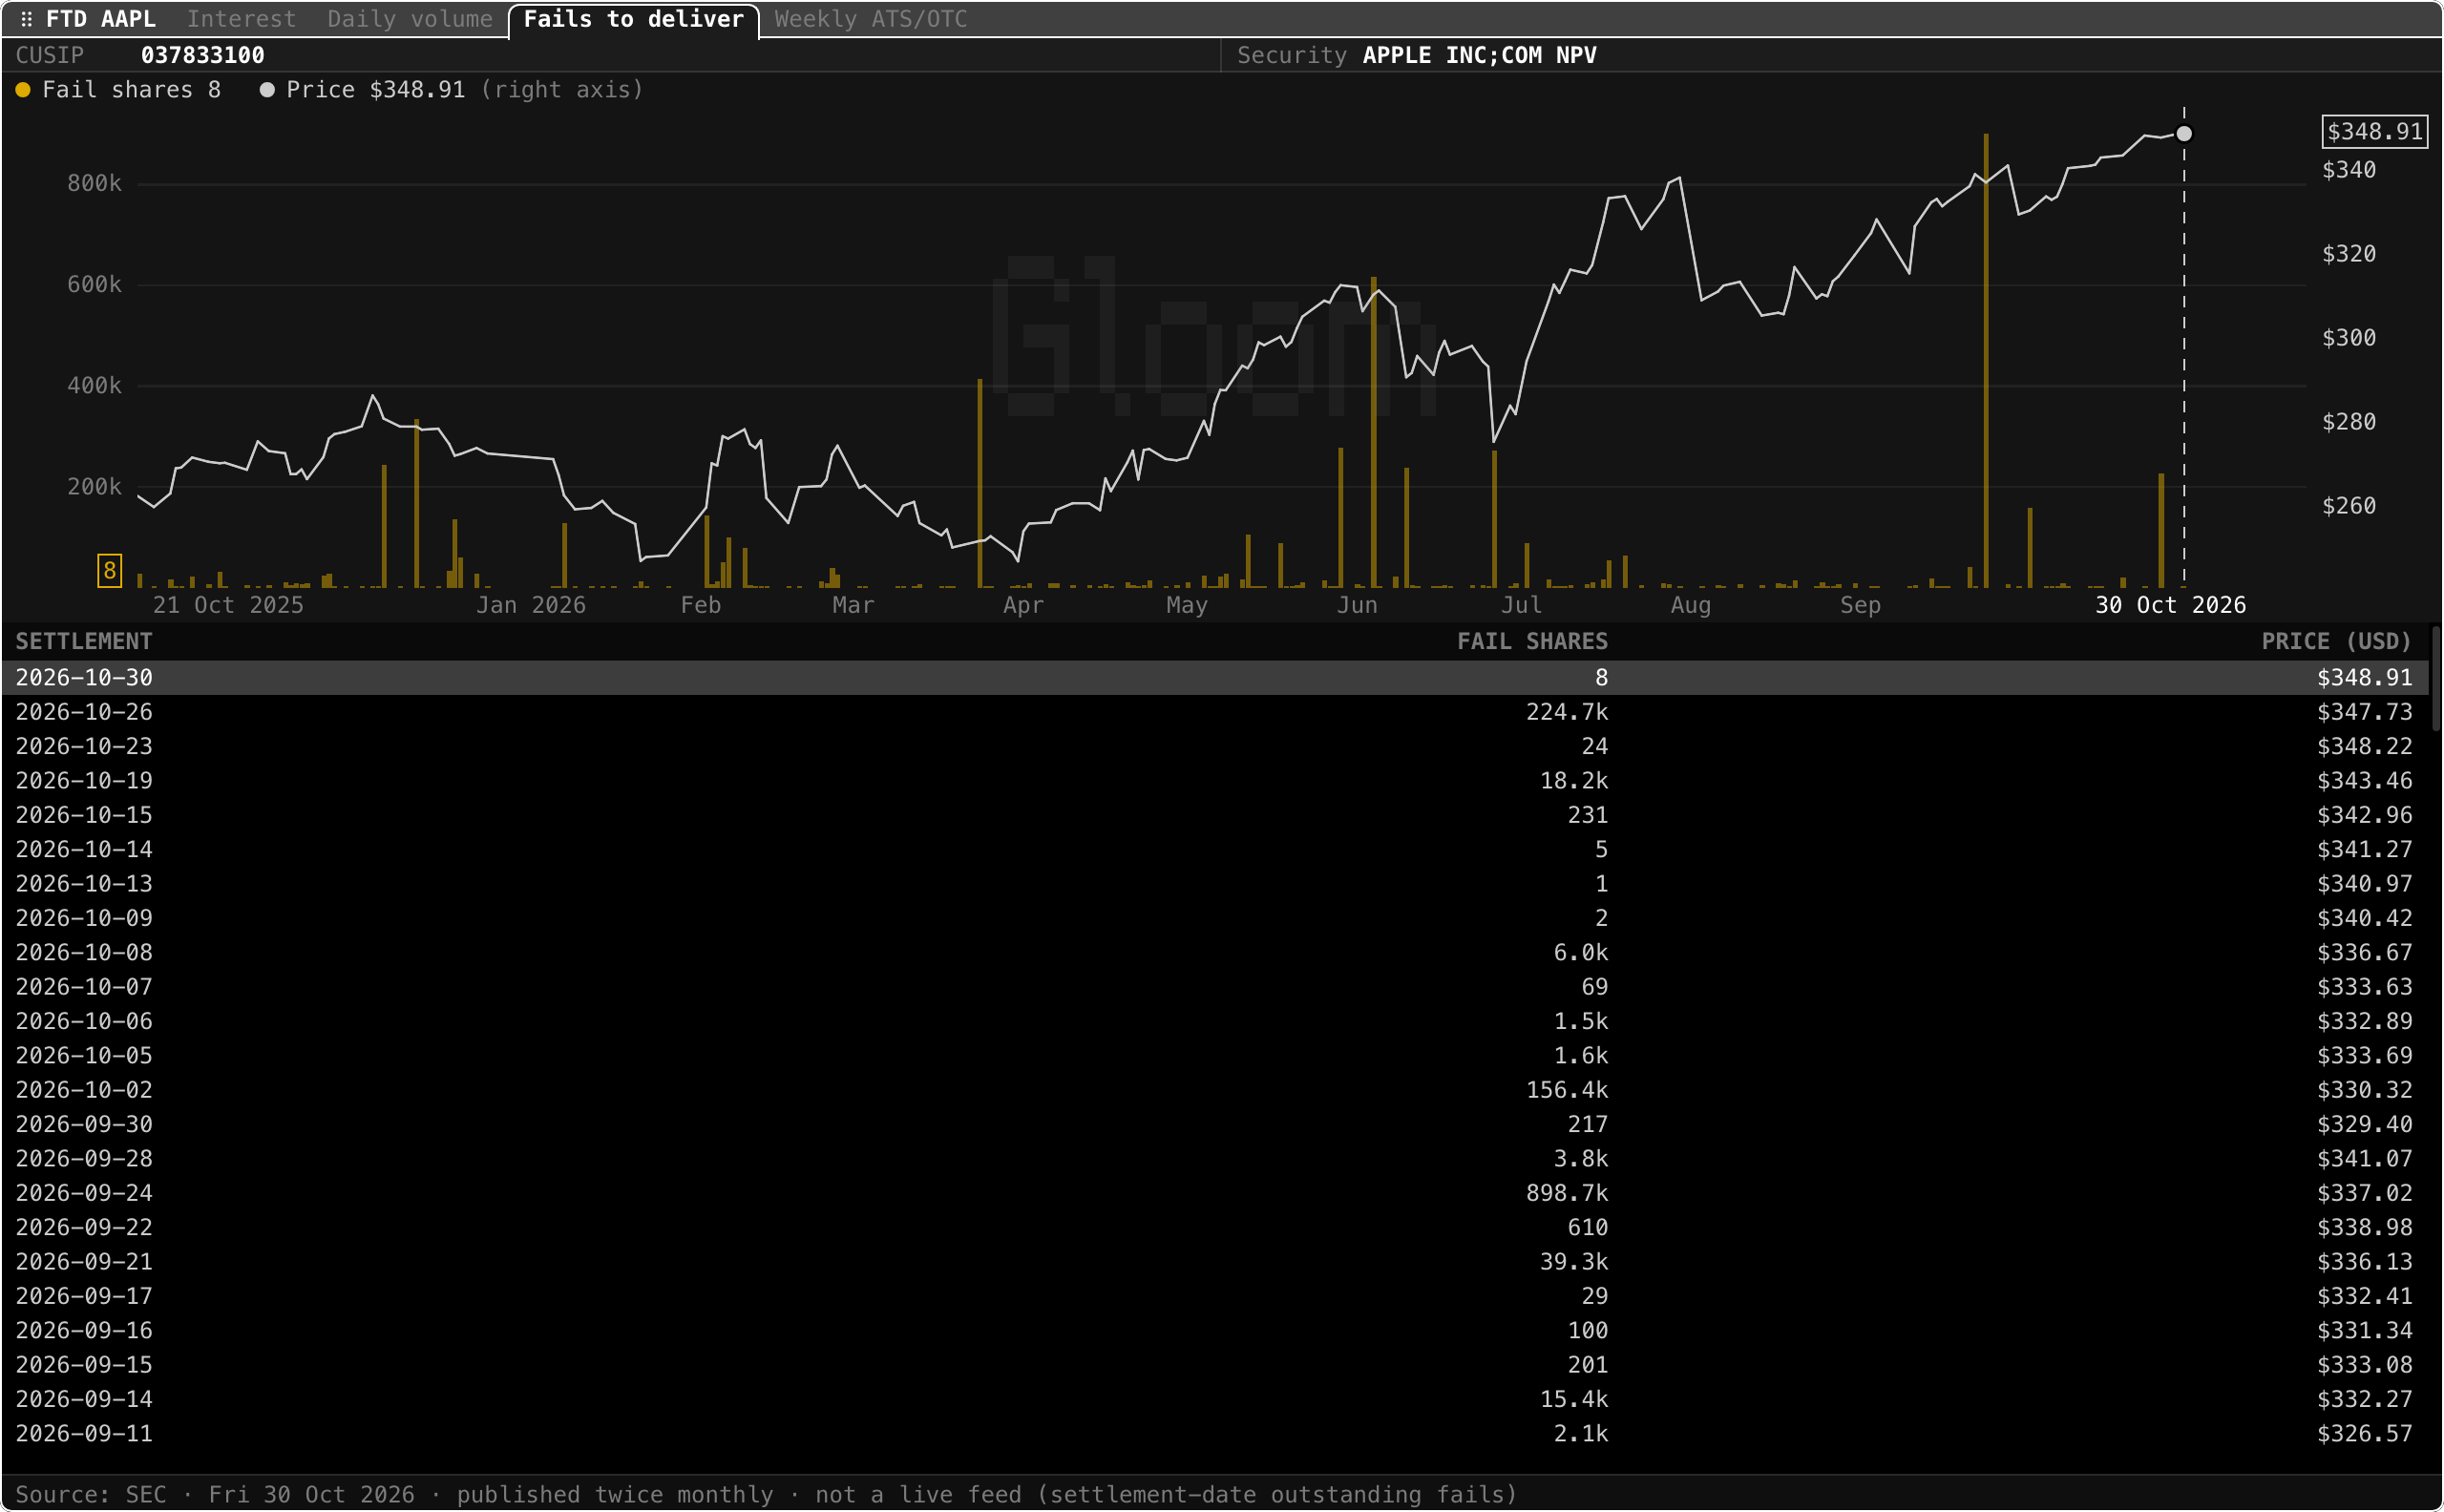 FTD AAPL Interest Daily volume Fails to deliver Weekly ATS/OTC
CUSIP 037833100 Security APPLE INC;COM NPV
Fail shares 8 Price $348.91 (right axis)
$348.91
800k $340
$320
600k
$300
400k
$280
200k
$260
8
21 Oct 2025 Jan 2026 Feb Mar Apr May Jun Jul Aug Sep 30 Oct 2026
Gloom
SETTLEMENT FAIL SHARES PRICE (USD)
2026-10-30 8 $348.91
2026-10-26 224.7k $347.73
2026-10-23 24 $348.22
2026-10-19 18.2k $343.46
2026-10-15 231 $342.96
2026-10-14 5 $341.27
2026-10-13 1 $340.97
2026-10-09 2 $340.42
2026-10-08 6.0k $336.67
2026-10-07 69 $333.63
2026-10-06 1.5k $332.89
2026-10-05 1.6k $333.69
2026-10-02 156.4k $330.32
2026-09-30 217 $329.40
2026-09-28 3.8k $341.07
2026-09-24 898.7k $337.02
2026-09-22 610 $338.98
2026-09-21 39.3k $336.13
2026-09-17 29 $332.41
2026-09-16 100 $331.34
2026-09-15 201 $333.08
2026-09-14 15.4k $332.27
2026-09-11 2.1k $326.57
Source: SEC · Fri 30 Oct 2026 · published twice monthly · not a live feed (settlement-date outstanding fails)